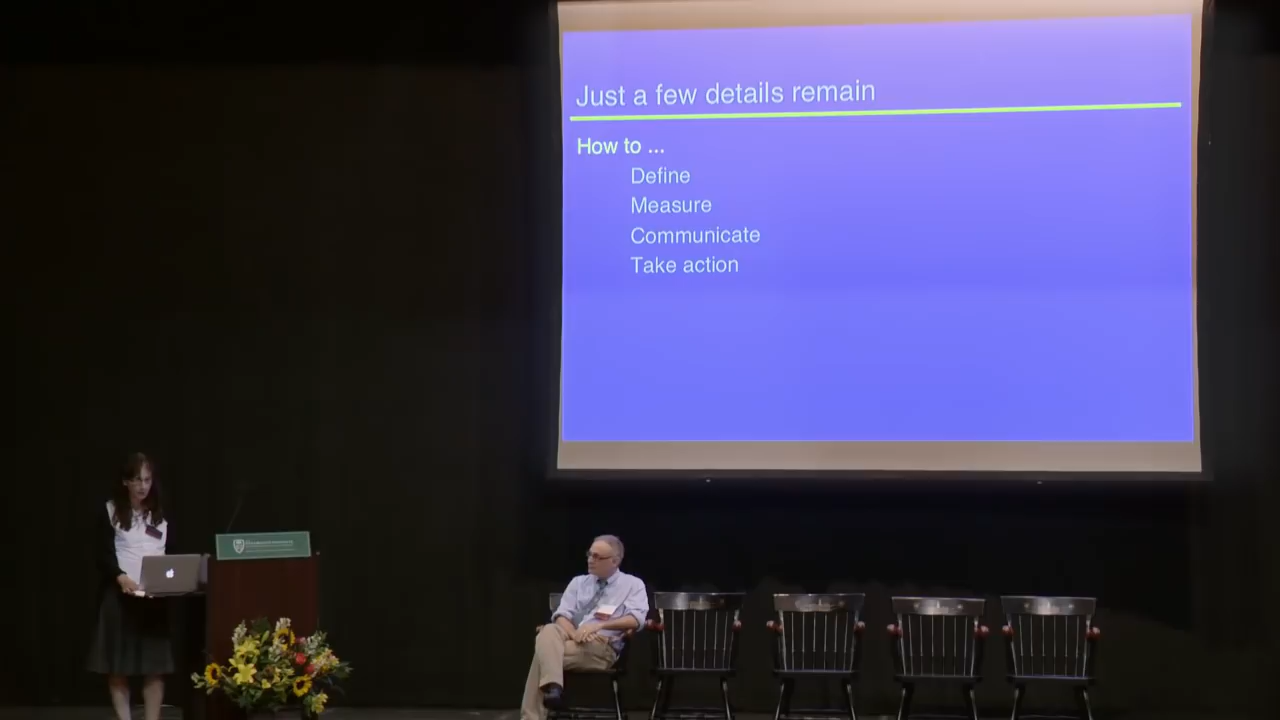 Just a few details remain
How to ...
Define
Measure
Communicate
Take action